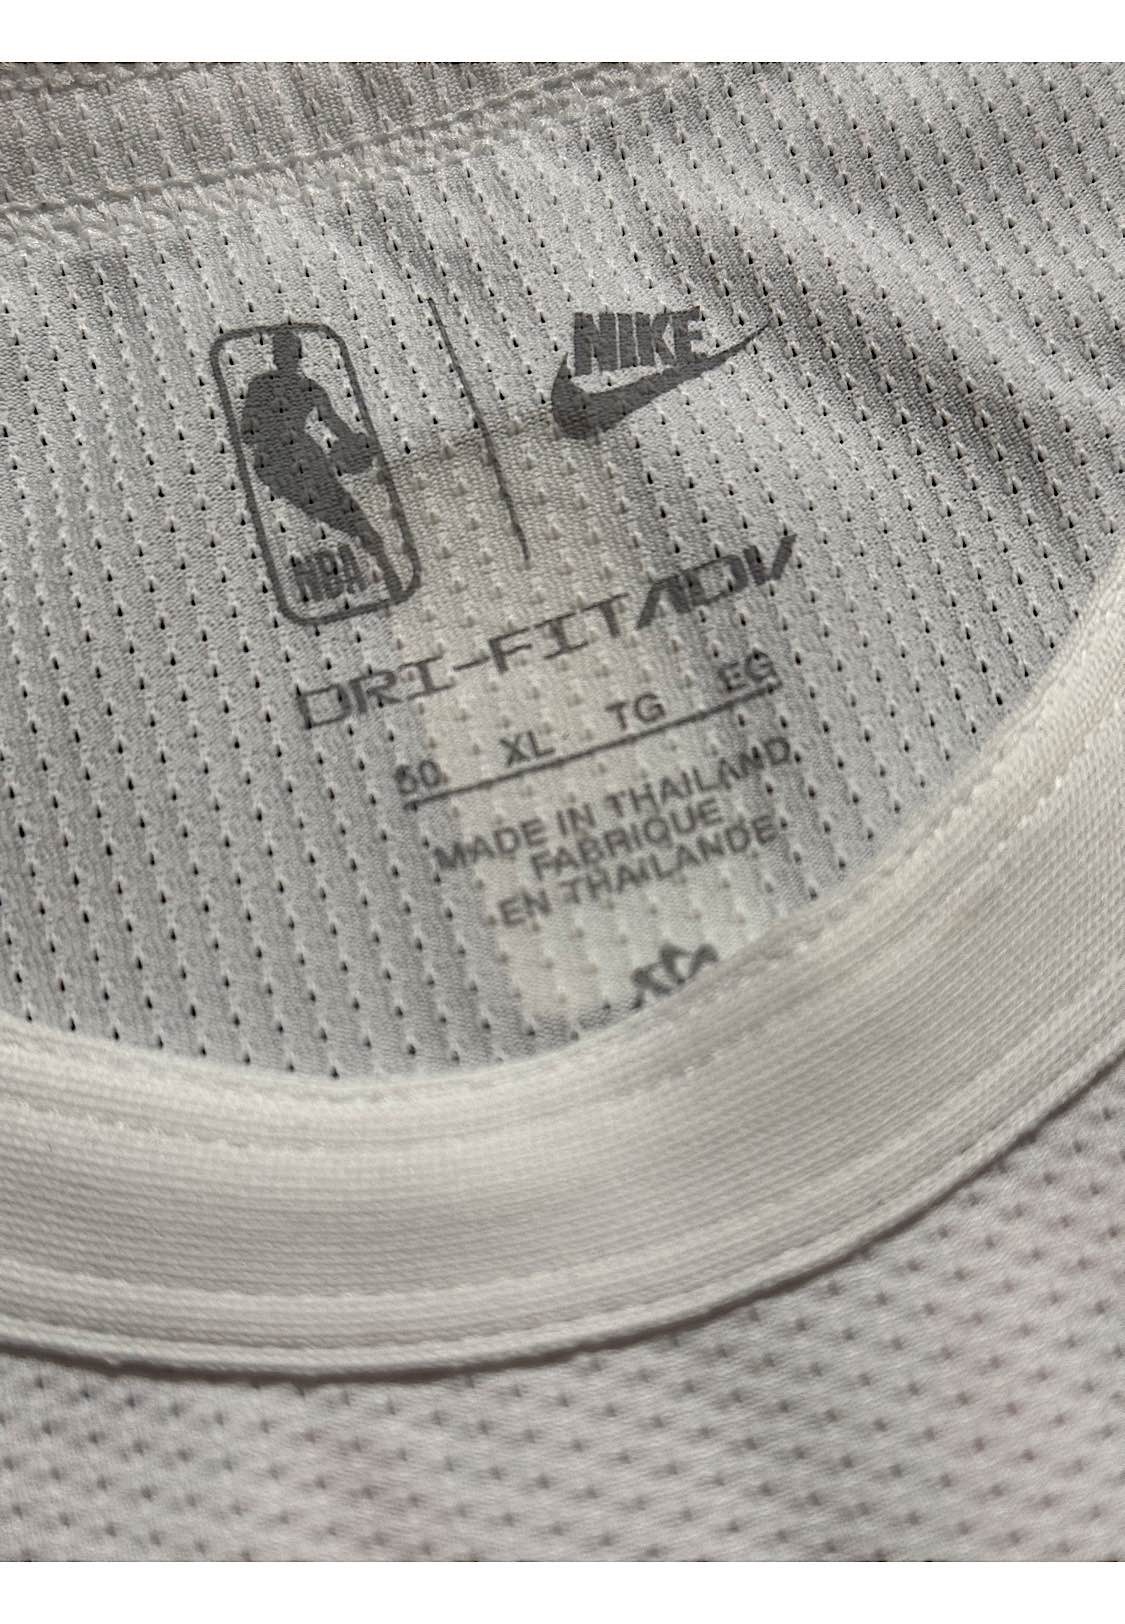 NBA
NIKE
DRI-FIT ADV
50 XL TG EG
MADE IN THAILAND
FABRIQUE
EN THAILANDE